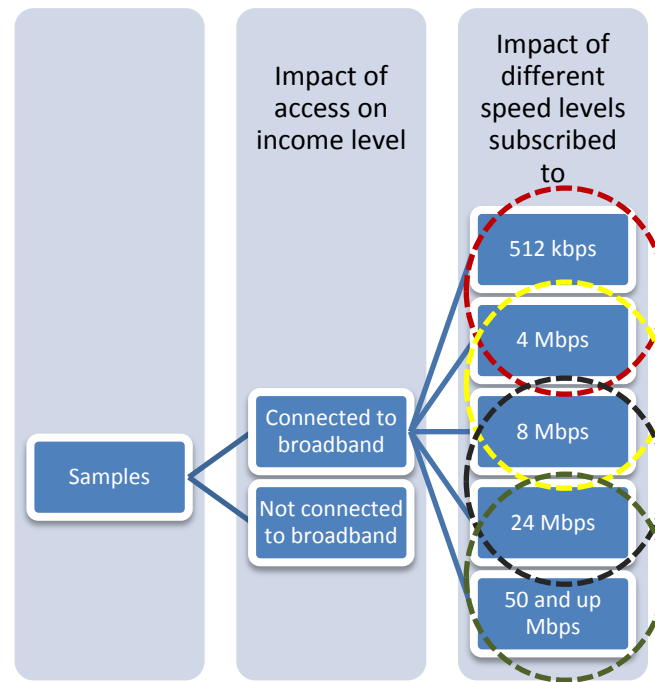 Impact of
access on
income level
Impact of
different
speed levels
subscribed
to
Samples
Connected to
broadband
Not connected
to broadband
512 kbps
4 Mbps
8 Mbps
24 Mbps
50 and up
Mbps